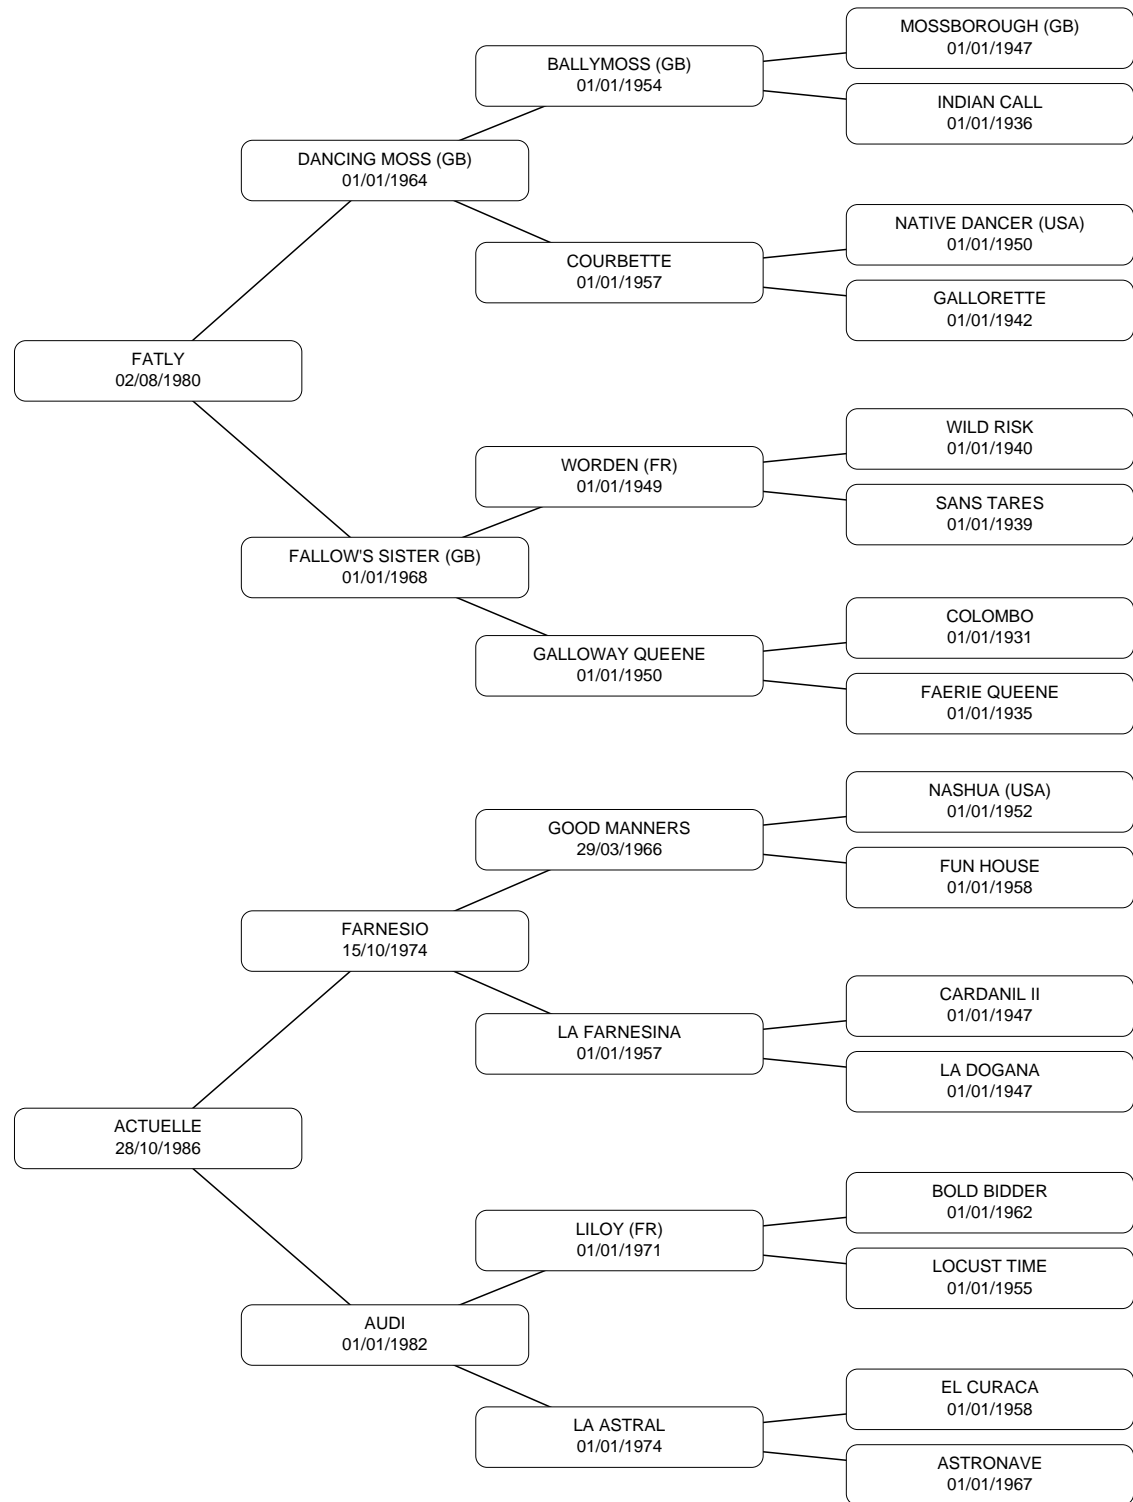 MOSSBOROUGH (GB)
01/01/1947
BALLYMOSS (GB)
01/01/1954
INDIAN CALL
01/01/1936
DANCING MOSS (GB)
01/01/1964
NATIVE DANCER (USA)
01/01/1950
COURBETTE
01/01/1957
GALLORETTE
01/01/1942
FATLY
02/08/1980
WILD RISK
01/01/1940
WORDEN (FR)
01/01/1949
SANS TARES
01/01/1939
FALLOW'S SISTER (GB)
01/01/1968
COLOMBO
01/01/1931
GALLOWAY QUEENE
01/01/1950
FAERIE QUEENE
01/01/1935
NASHUA (USA)
01/01/1952
GOOD MANNERS
29/03/1966
FUN HOUSE
01/01/1958
FARNESIO
15/10/1974
CARDANIL II
01/01/1947
LA FARNESINA
01/01/1957
LA DOGANA
01/01/1947
ACTUELLE
28/10/1986
BOLD BIDDER
01/01/1962
LILOY (FR)
01/01/1971
LOCUST TIME
01/01/1955
AUDI
01/01/1982
EL CURACA
01/01/1958
LA ASTRAL
01/01/1974
ASTRONAVE
01/01/1967